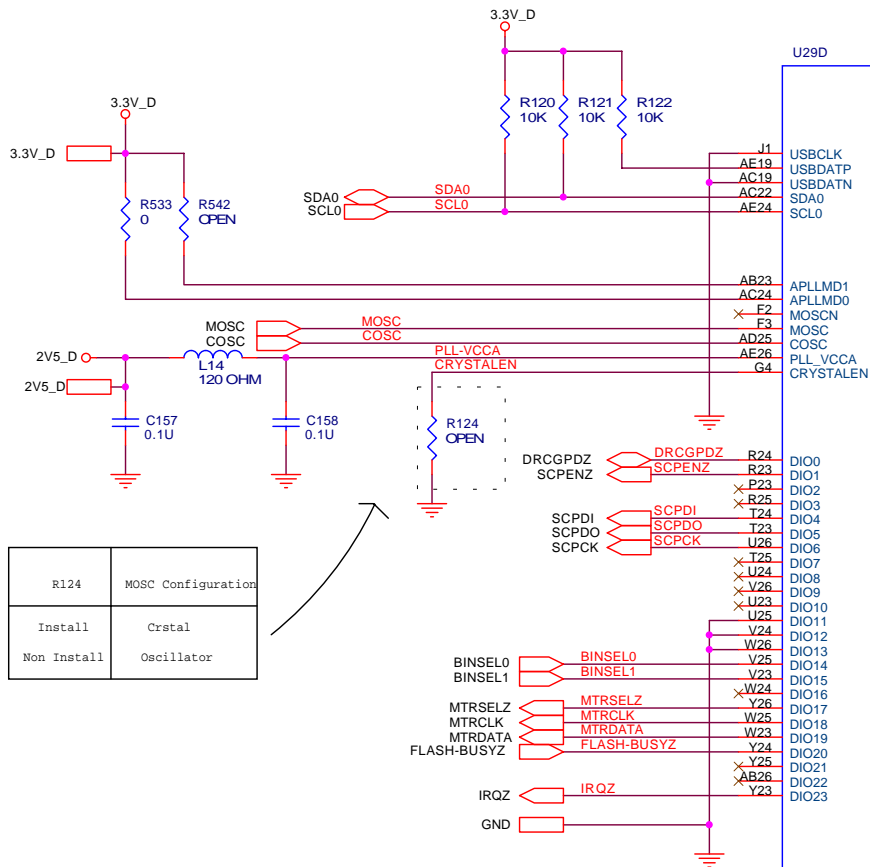 3.3V_D
U29D
3.3V_D
3.3V_D
R120
10K
R121
10K
R122
10K
R533
0
R542
OPEN
SDA0
SDA0
SCL0
SCL0
J1
USBCLK
AE19
USBDATP
AC19
USBDATN
AC22
SDA0
AE24
SCL0
AB23
APLLMD1
AC24
APLLMD0
F2
MOSCN
MOSC
MOSC
F3
MOSC
COSC
COSC
AD25
COSC
2V5_D
L14
120 OHM
PLL-VCCA
AE26
PLL_VCCA
CRYSTALEN
G4
CRYSTALEN
2V5_D
C157
0.1U
C158
0.1U
R124
OPEN
DRCGPDZ
DRCGPDZ
R24
DIO0
SCPENZ
SCPENZ
R23
DIO1
P23
DIO2
R25
DIO3
SCPDI
SCPDI
T24
DIO4
SCPDO
SCPDO
T23
DIO5
SCPCK
SCPCK
U26
DIO6
T25
DIO7
U24
DIO8
V26
DIO9
U23
DIO10
U25
DIO11
V24
DIO12
W26
DIO13
BINSEL0
BINSEL0
V25
DIO14
BINSEL1
BINSEL1
V23
DIO15
W24
DIO16
MTRSELZ
MTRSELZ
Y26
DIO17
MTRCLK
MTRCLK
W25
DIO18
MTRDATA
MTRDATA
W23
DIO19
FLASH-BUSYZ
FLASH-BUSYZ
Y24
DIO20
Y25
DIO21
AB26
DIO22
IRQZ
IRQZ
Y23
DIO23
GND
R124 MOSC Configuration
Install Crstal
Non Install Oscillator